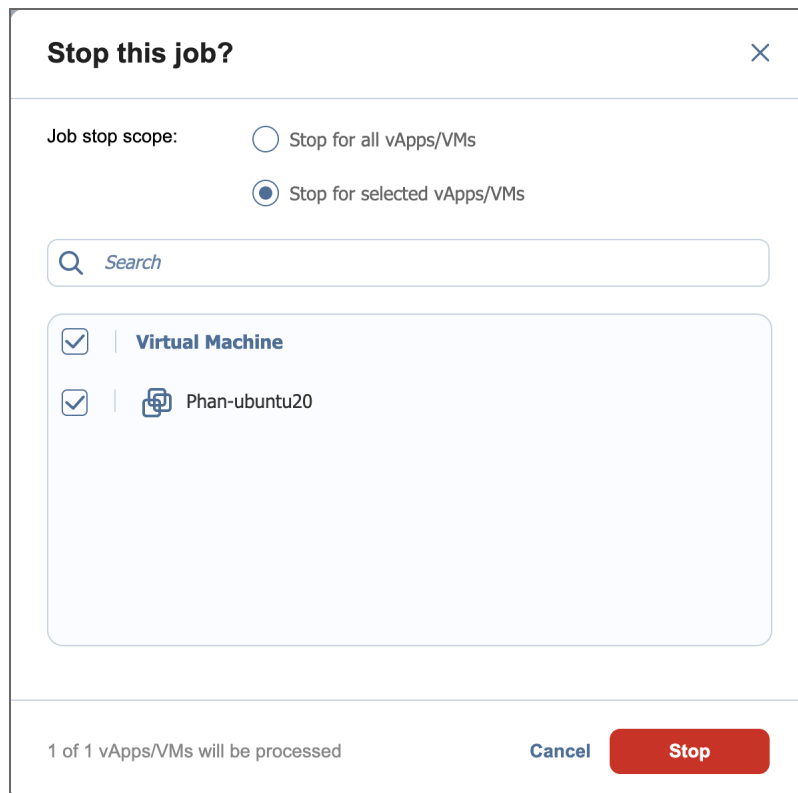 Stop this job?
Job stop scope:
Stop for all vApps/VMs
Stop for selected vApps/VMs
Search
Virtual Machine
Phan-ubuntu20
1 of 1 vApps/VMs will be processed
Cancel
Stop